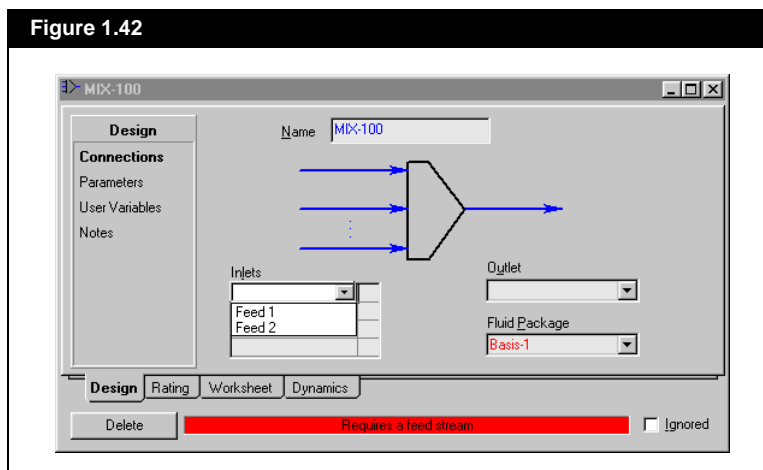 Figure 1.42
MIX-100
Design
Connections
Parameters
User Variables
Notes
Name MIX-100
Inlets
Feed 1
Feed 2
Outlet
Fluid Package
Basis-1
Design Rating Worksheet Dynamics
Delete Requires a feed stream Ignored